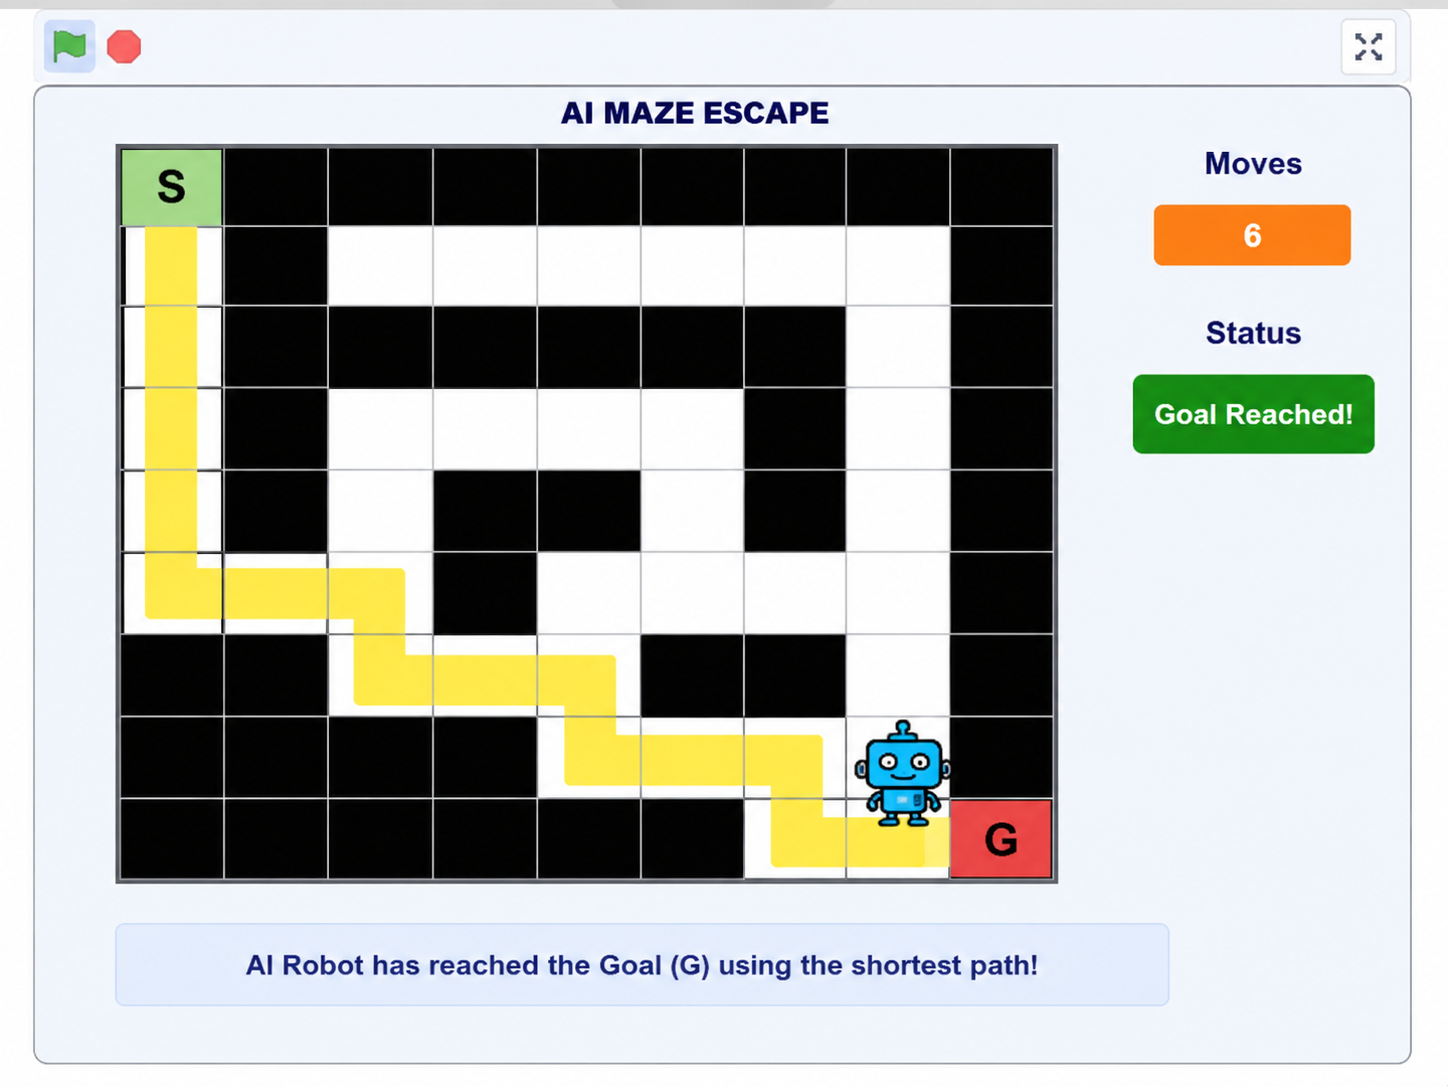 AI MAZE ESCAPE
S
Moves
6
Status
Goal Reached!
G
AI Robot has reached the Goal (G) using the shortest path!